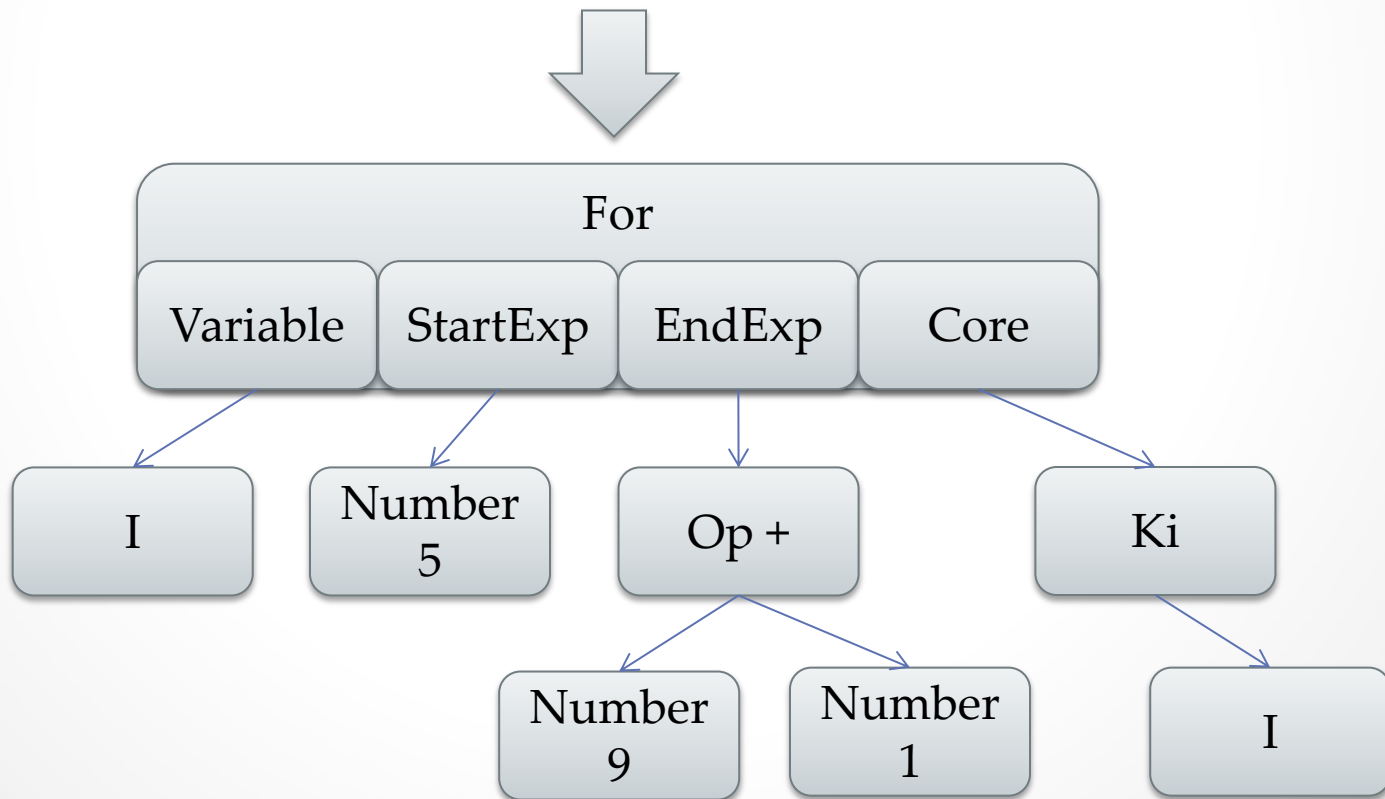 For
Variable
StartExp
EndExp
Core
I
Number
5
Op +
Ki
Number
9
Number
1
I